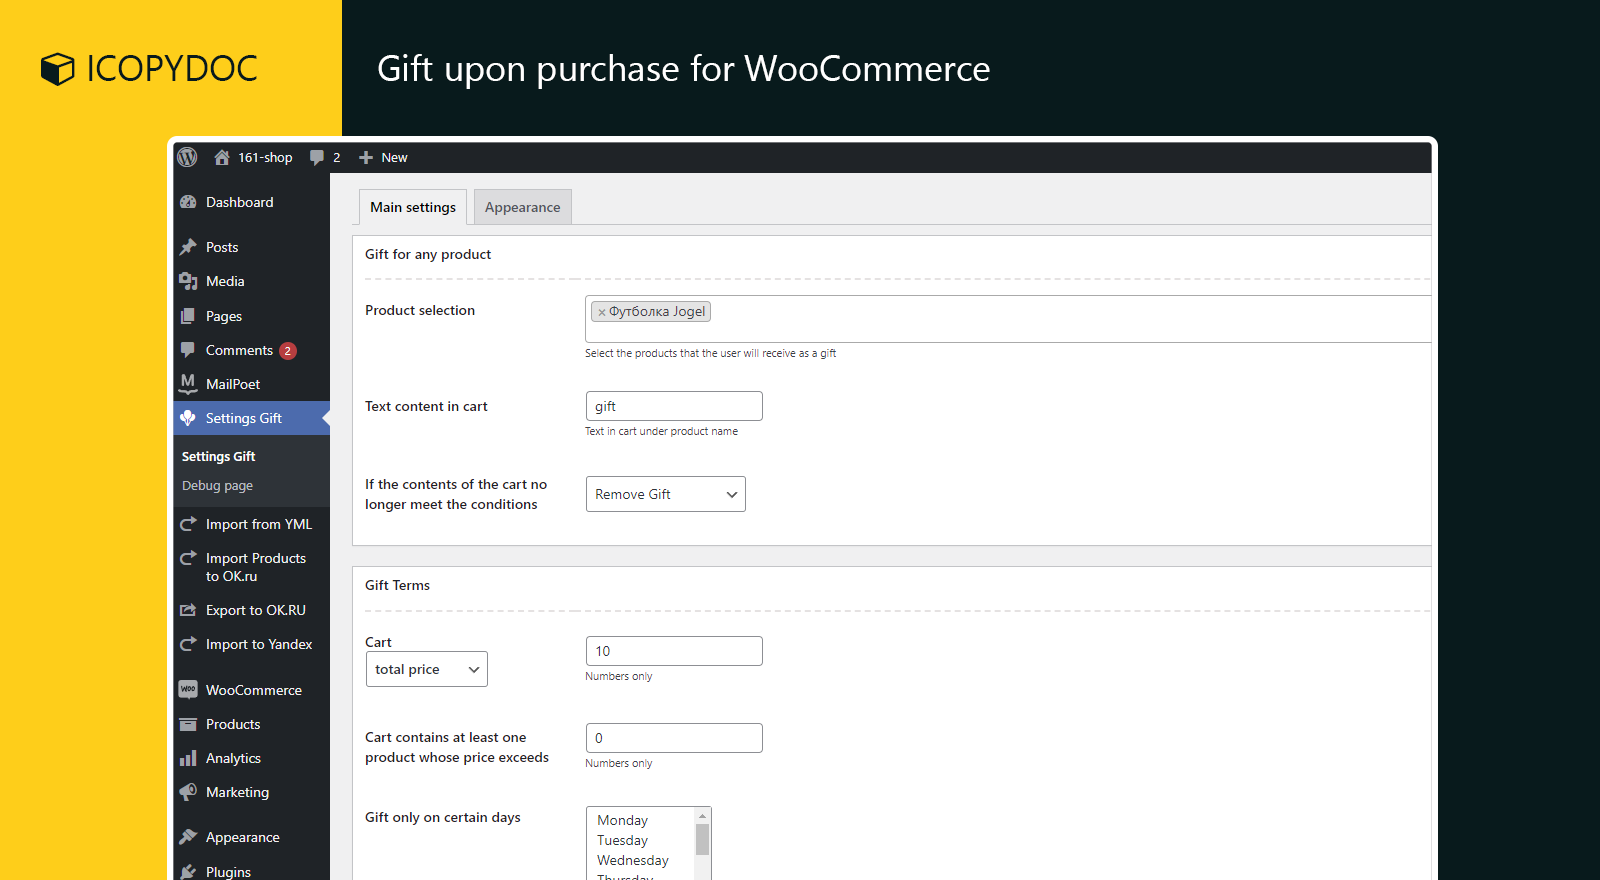 ICOPYDOC
Gift upon purchase for WooCommerce
161-shop
2
New
Dashboard
Posts
Media
Pages
Comments 2
MailPoet
Settings Gift
Settings Gift
Debug page
Import from YML
Import Products
to OK.ru
Export to OK.RU
Import to Yandex
WooCommerce
Products
Analytics
Marketing
Appearance
Plugins
Main settings
Appearance
Gift for any product
Product selection
× Футболка Jogel
Select the products that the user will receive as a gift
Text content in cart
gift
Text in cart under product name
If the contents of the cart no
longer meet the conditions
Remove Gift
Gift Terms
Cart
total price
10
Numbers only
Cart contains at least one
product whose price exceeds
0
Numbers only
Gift only on certain days
Monday
Tuesday
Wednesday
Thursday